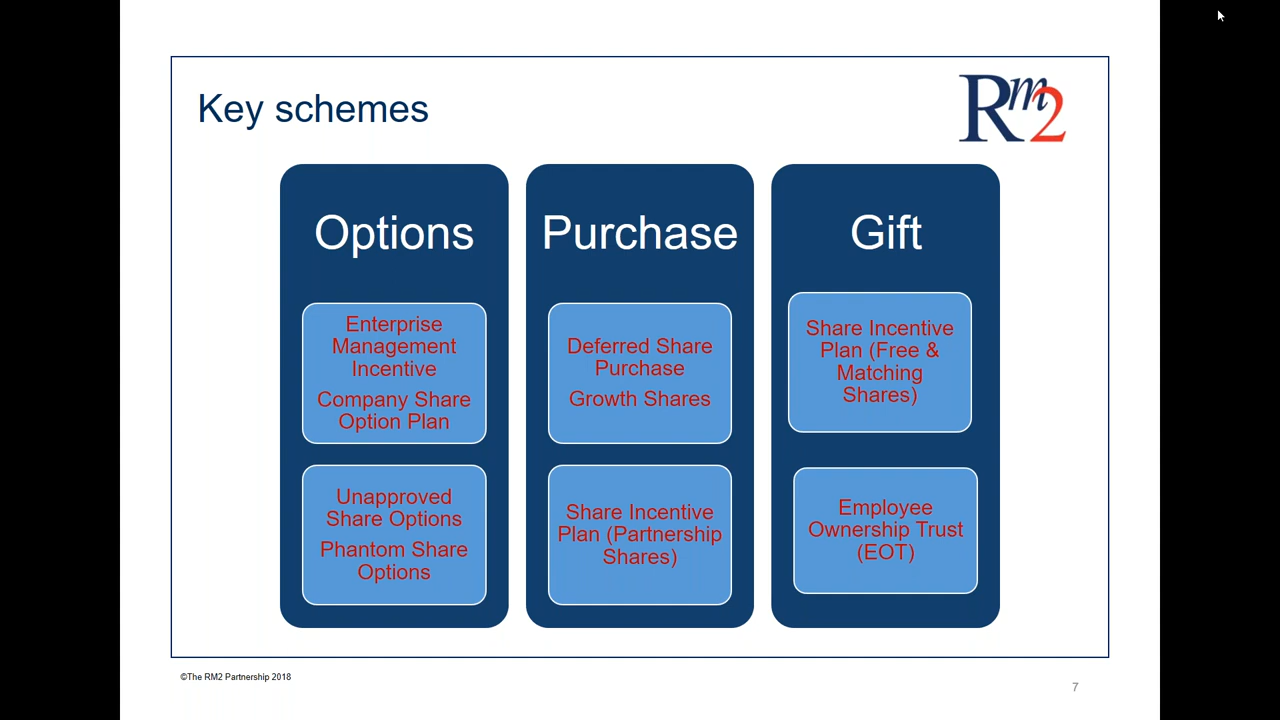 Key schemes
Rm2
Options
Enterprise
Management
Incentive
Company Share
Option Plan
Unapproved
Share Options
Phantom Share
Options
Purchase
Deferred Share
Purchase
Growth Shares
Share Incentive
Plan (Partnership
Shares)
Gift
Share Incentive
Plan (Free &
Matching
Shares)
Employee
Ownership Trust
(EOT)
©The RM2 Partnership 2018
7